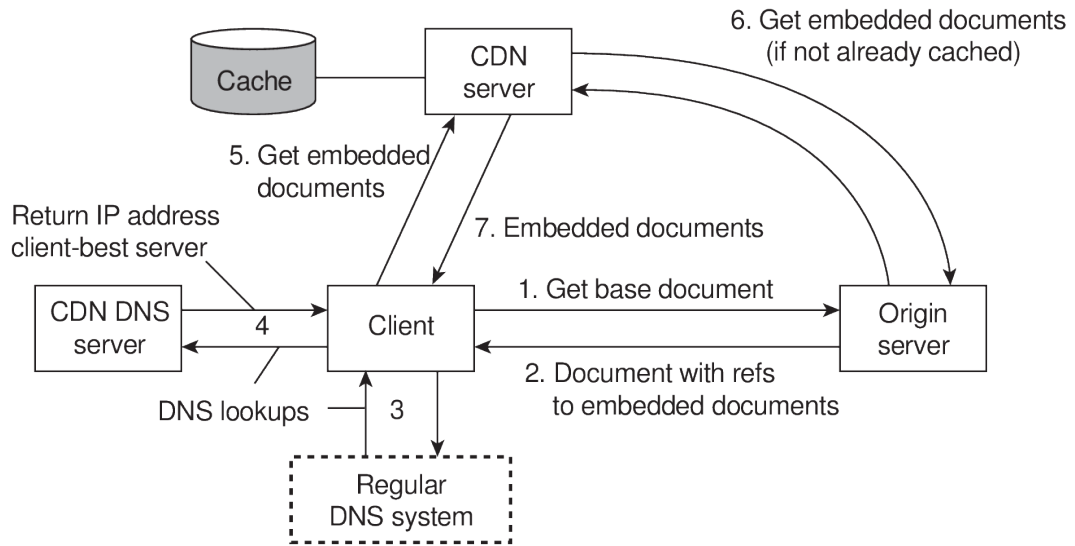 6. Get embedded documents
(if not already cached)
CDN
server
Cache
5. Get embedded
documents
Return IP address
client-best server
7. Embedded documents
1. Get base document
CDN DNS
server
4
Client
Origin
server
2. Document with refs
to embedded documents
DNS lookups
3
Regular
DNS system